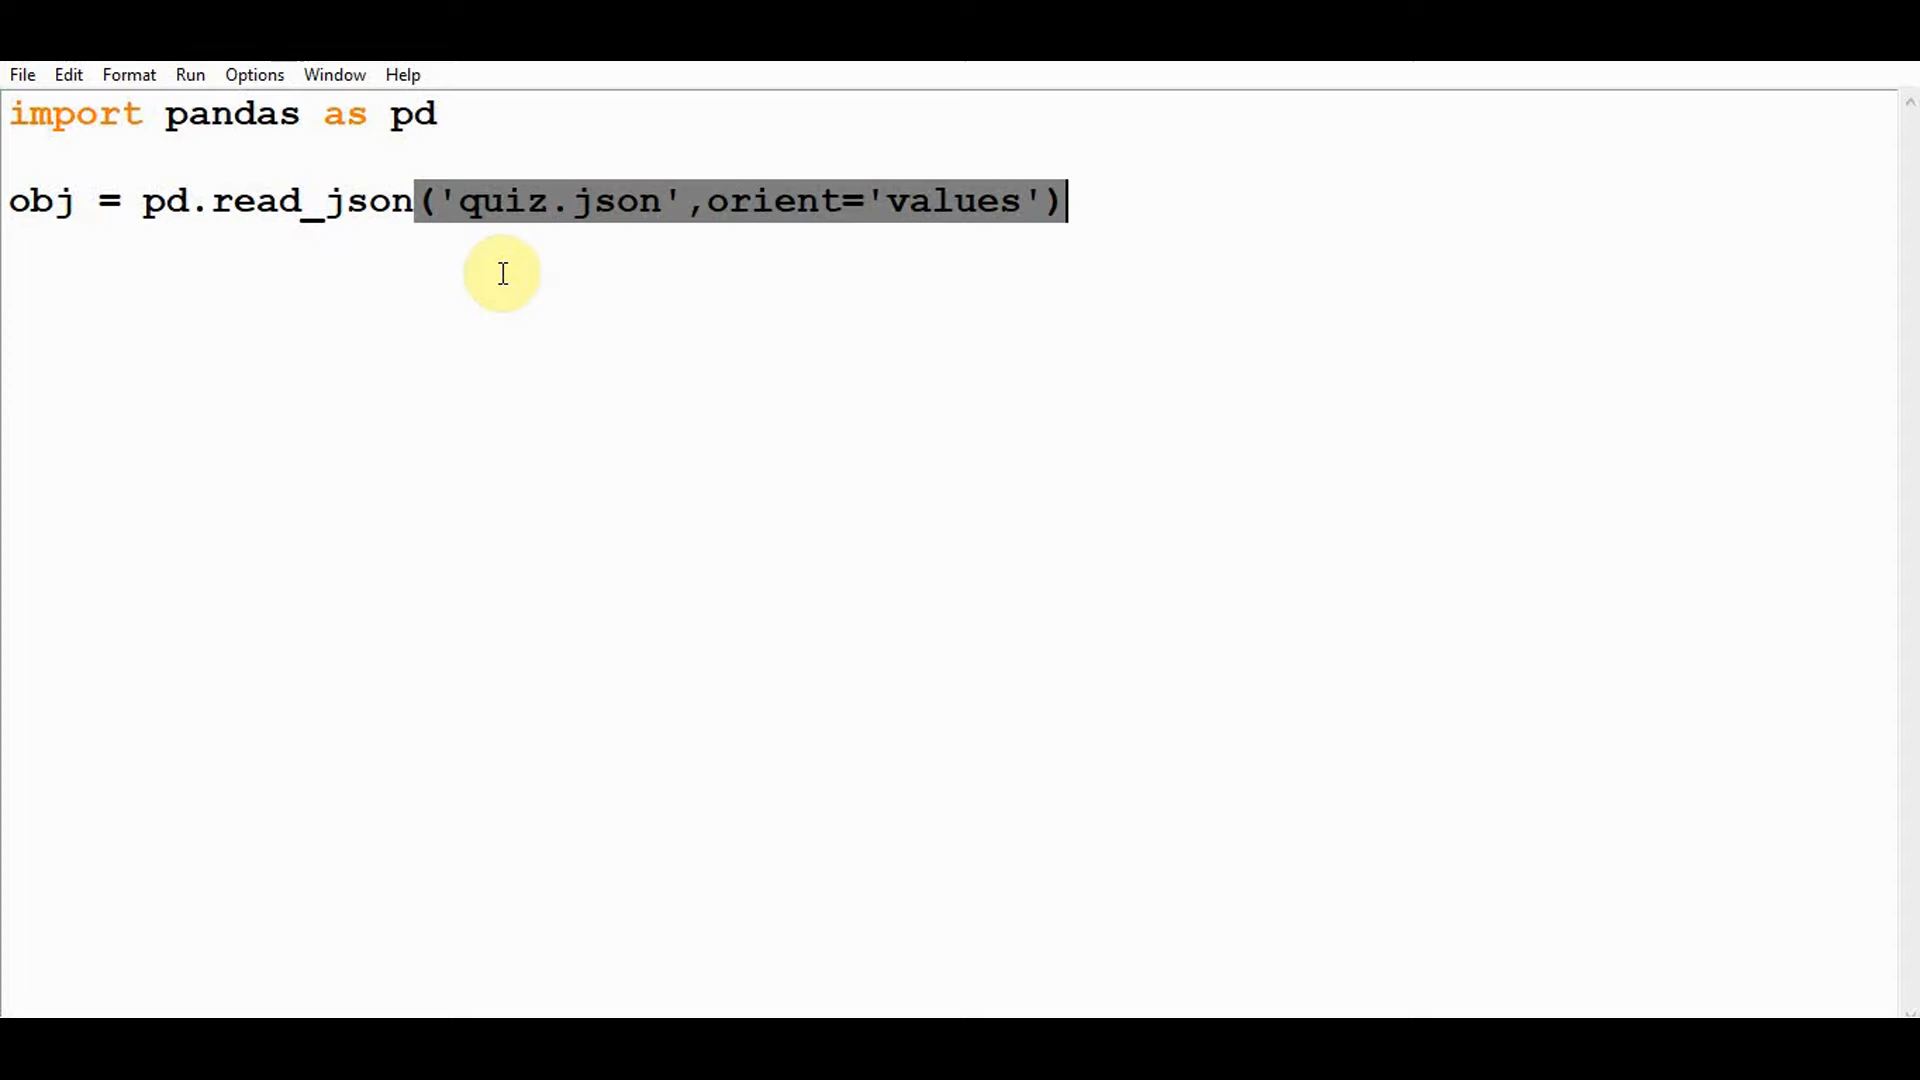 File Edit Format Run Options Window Help
import pandas as pd
obj = pd.read_json('quiz.json',orient='values')